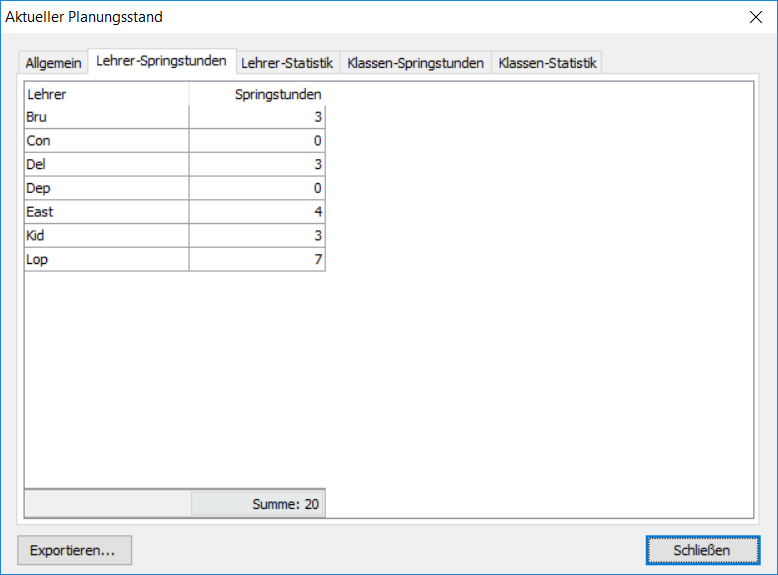 Aktueller Planungsstand
Allgemein Lehrer-Springstunden Lehrer-Statistik Klassen-Springstunden Klassen-Statistik
Lehrer Springstunden
Bru 3
Con 0
Del 3
Dep 0
East 4
Kid 3
Lop 7
Summe: 20
Exportieren... Schließen